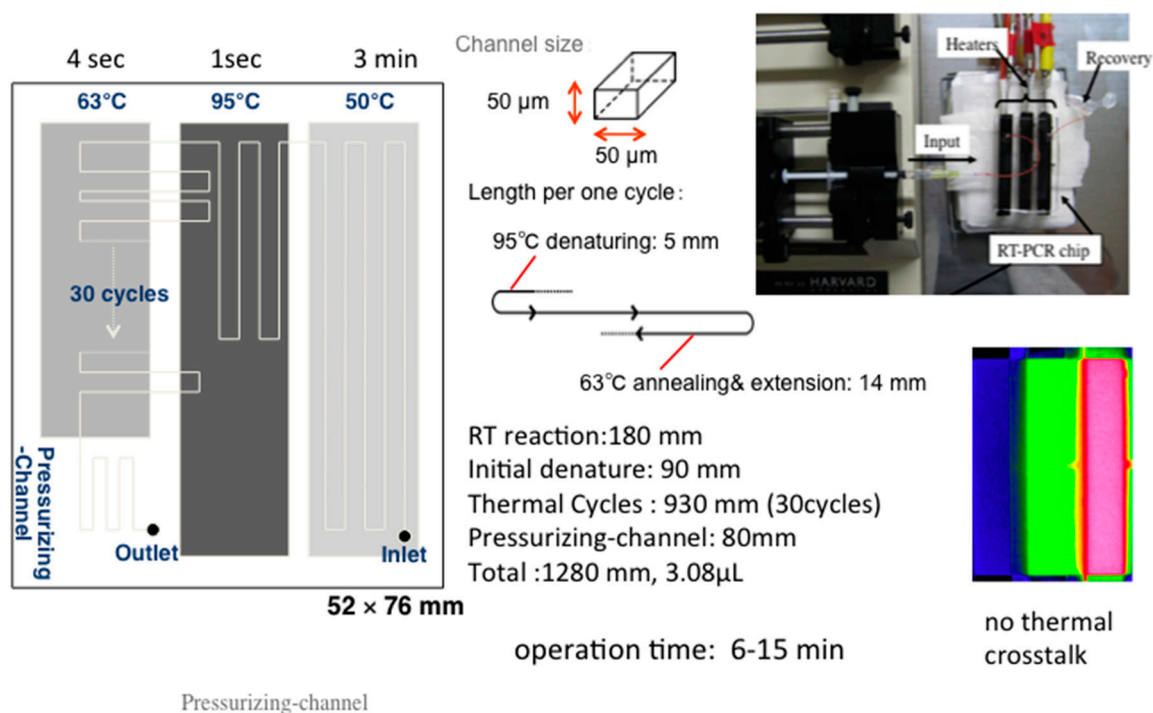 4 sec
1sec
3 min
63°C
95°C
50°C
30 cycles
Pressurizing
-Channel
Outlet
Inlet
52 × 76 mm
Channel size :
50 µm
50 µm
Length per one cycle :
95℃ denaturing: 5 mm
63℃ annealing& extension: 14 mm
RT reaction:180 mm
Initial denature: 90 mm
Thermal Cycles : 930 mm (30cycles)
Pressurizing-channel: 80mm
Total :1280 mm, 3.08µL
operation time: 6-15 min
Heaters
Recovery
Input
RT-PCR chip
HARVARD
no thermal
crosstalk
Pressurizing-channel